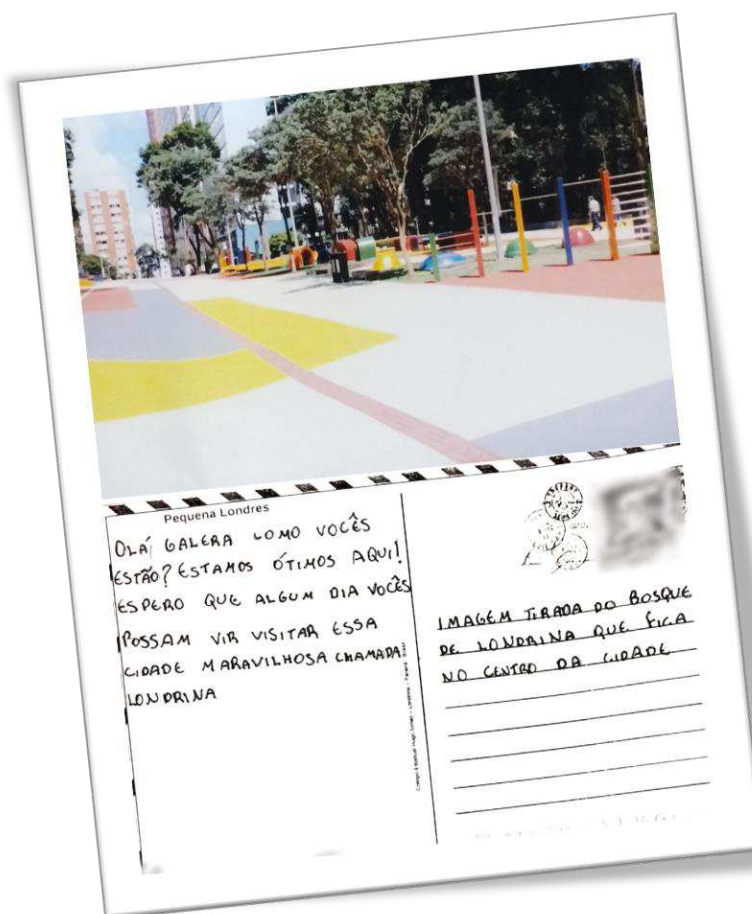 Pequena Londres
OLÁ, GALERA COMO VOCÊS
ESTÃO? ESTAMOS ÓTIMOS AQUI!
ESPERO QUE ALGUM DIA VOCÊS
POSSAM VIR VISITAR ESSA
CIDADE MARAVILHOSA CHAMADA
LONDRINA
IMAGEM TIRADA DO BOSQUE
DE LONDRINA QUE FICA
NO CENTRO DA CIDADE